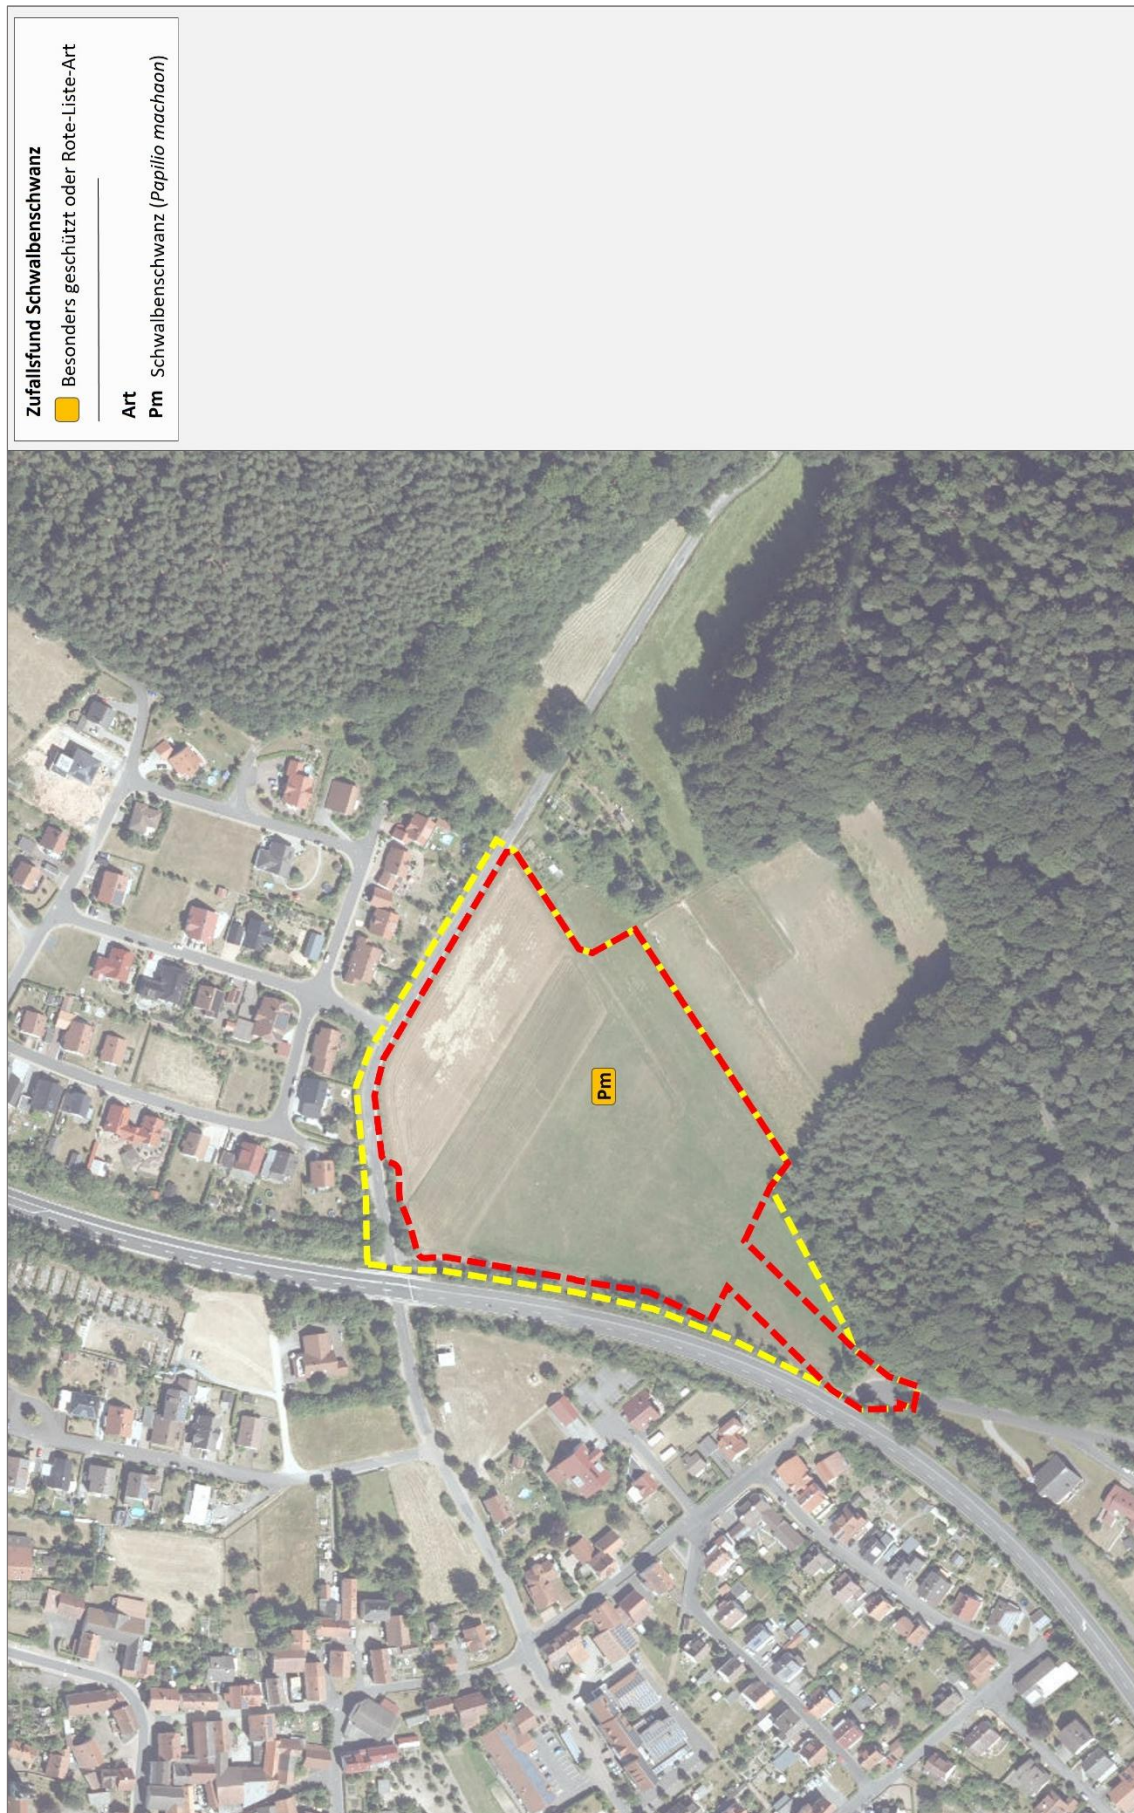 Zufallsfund Schwalbenschwanz
Besonders geschützt oder Rote-Liste-Art
Art
Pm Schwalbenschwanz (Papilio machaon)
Pm